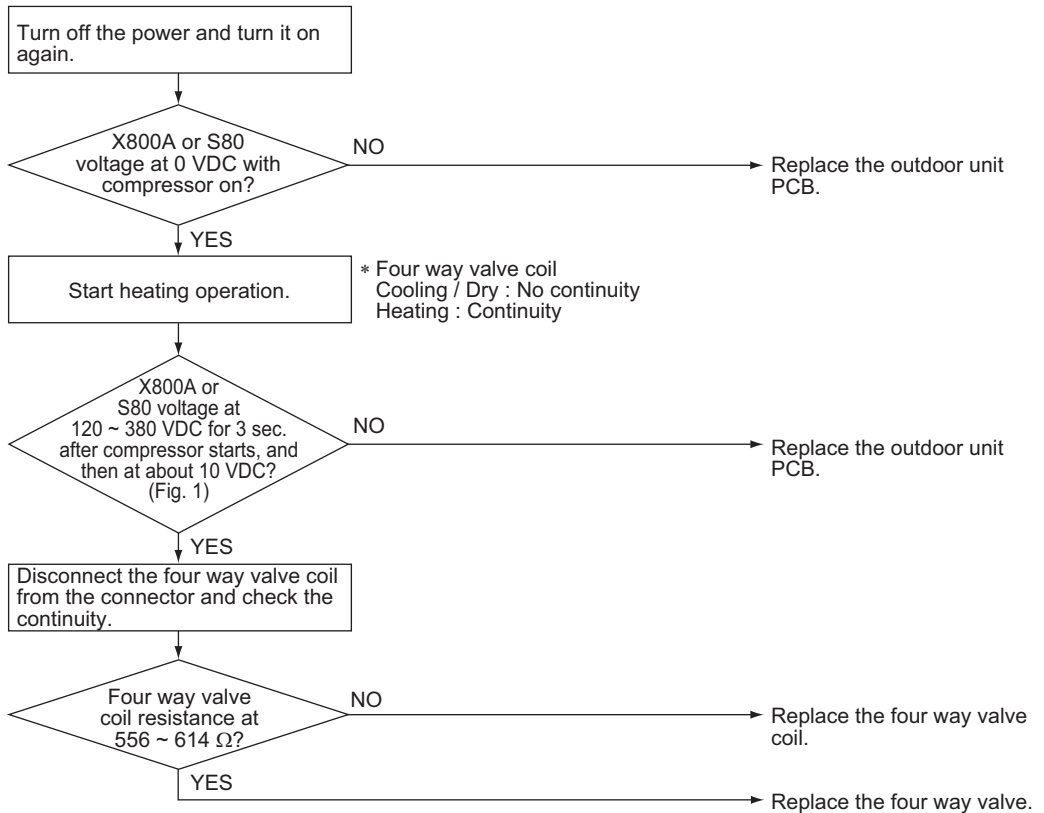 Turn off the power and turn it on
again.
X800A or S80
voltage at 0 VDC with
compressor on?
NO
Replace the outdoor unit
PCB.
YES
Start heating operation.
∗ Four way valve coil
Cooling / Dry : No continuity
Heating : Continuity
X800A or
S80 voltage at
120 ~ 380 VDC for 3 sec.
after compressor starts, and
then at about 10 VDC?
(Fig. 1)
NO
Replace the outdoor unit
PCB.
YES
Disconnect the four way valve coil
from the connector and check the
continuity.
Four way valve
coil resistance at
556 ~ 614 Ω?
NO
Replace the four way valve
coil.
YES
Replace the four way valve.